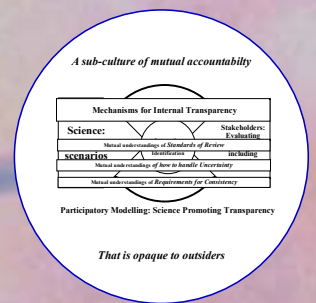 A sub-culture of mutual accountabilty
Mechanisms for Internal Transparency
Science:
Stakeholders:
Evaluating
Mutual understandings of Standards of Review
Identification
scenarios
including
Mutual understandings of how to handle Uncertainty
Mutual understandings of Requirements for Consistency
Participatory Modelling: Science Promoting Transparency
That is opaque to outsiders